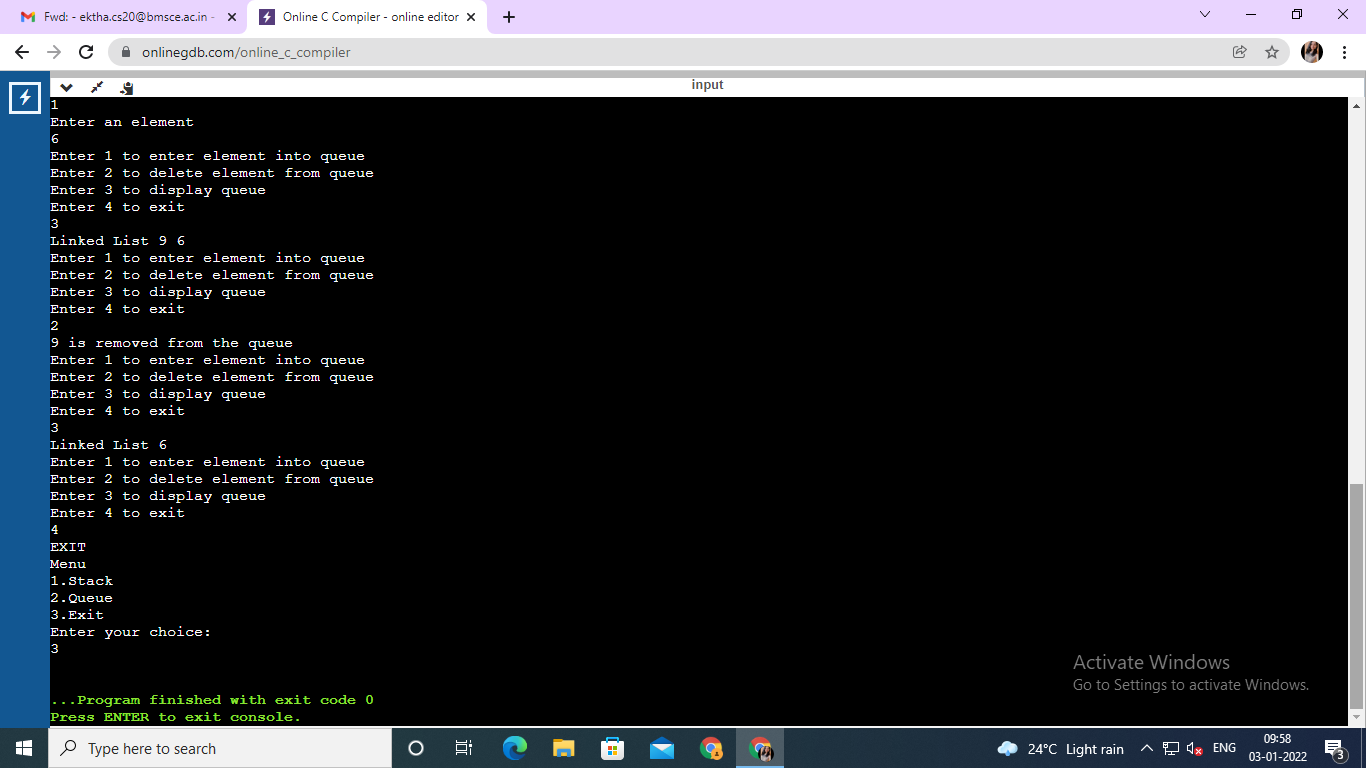 Fwd: - ektha.cs20@bmsce.ac.in -
Online C Compiler - online editor
onlinegdb.com/online_c_compiler
input
1
Enter an element
6
Enter 1 to enter element into queue
Enter 2 to delete element from queue
Enter 3 to display queue
Enter 4 to exit
3
Linked List 9 6
Enter 1 to enter element into queue
Enter 2 to delete element from queue
Enter 3 to display queue
Enter 4 to exit
2
9 is removed from the queue
Enter 1 to enter element into queue
Enter 2 to delete element from queue
Enter 3 to display queue
Enter 4 to exit
3
Linked List 6
Enter 1 to enter element into queue
Enter 2 to delete element from queue
Enter 3 to display queue
Enter 4 to exit
4
EXIT
Menu
1.Stack
2.Queue
3.Exit
Enter your choice:
3
...Program finished with exit code 0
Press ENTER to exit console.
Activate Windows
Go to Settings to activate Windows.
Type here to search
24°C Light rain
ENG
09:58
03-01-2022
3